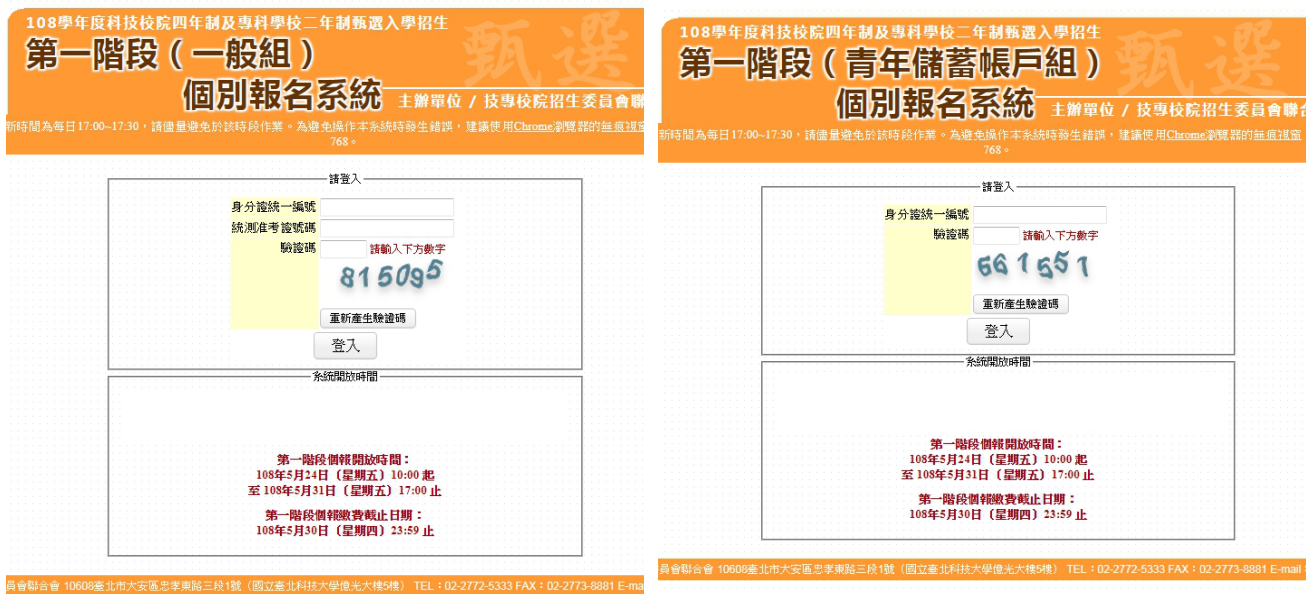 108學年度科技校院四年制及專科學校二年制甄選入學招生
第一階段(一般組)
個別報名系統
甄選
主辦單位 / 技專校院招生委員會聯
新時間為每日17:00~17:30,請儘量避免於該時段作業。為避免操作本系統時發生錯誤,建議使用Chrome瀏覽器的無痕視窗
768。
請登入
身分證統一編號
統測准考證號碼
驗證碼 請輸入下方數字
815095
重新產生驗證碼
登入
系統開放時間
第一階段個報開放時間:
108年5月24日〔星期五〕10:00 起
至 108年5月31日〔星期五〕17:00 止
第一階段個報繳費截止日期:
108年5月30日〔星期四〕23:59 止
員會聯合會 10608臺北市大安區忠孝東路三段1號(國立臺北科技大學億光大樓5樓) TEL:02-2772-5333 FAX:02-2773-8881 E-ma
108學年度科技校院四年制及專科學校二年制甄選入學招生
第一階段(青年儲蓄帳戶組)
個別報名系統
甄選
主辦單位 / 技專校院招生委員會聯合
新時間為每日17:00~17:30,請儘量避免於該時段作業。為避免操作本系統時發生錯誤,建議使用Chrome瀏覽器的無痕視窗
768。
請登入
身分證統一編號
驗證碼 請輸入下方數字
661551
重新產生驗證碼
登入
系統開放時間
第一階段個報開放時間:
108年5月24日〔星期五〕10:00 起
至 108年5月31日〔星期五〕17:00 止
第一階段個報繳費截止日期:
108年5月30日〔星期四〕23:59 止
員會聯合會 10608臺北市大安區忠孝東路三段1號(國立臺北科技大學億光大樓5樓) TEL:02-2772-5333 FAX:02-2773-8881 E-mail: